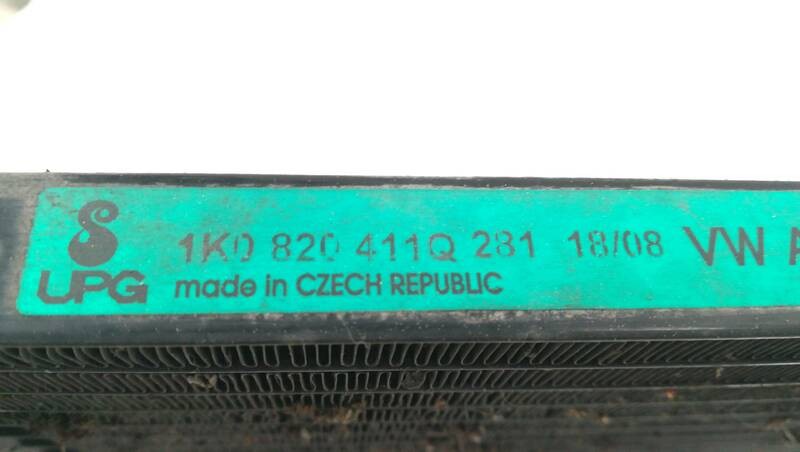 1K0 820 411Q 281 18/08 VW A
UPG made in CZECH REPUBLIC